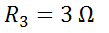 R₃ = 3 Ω